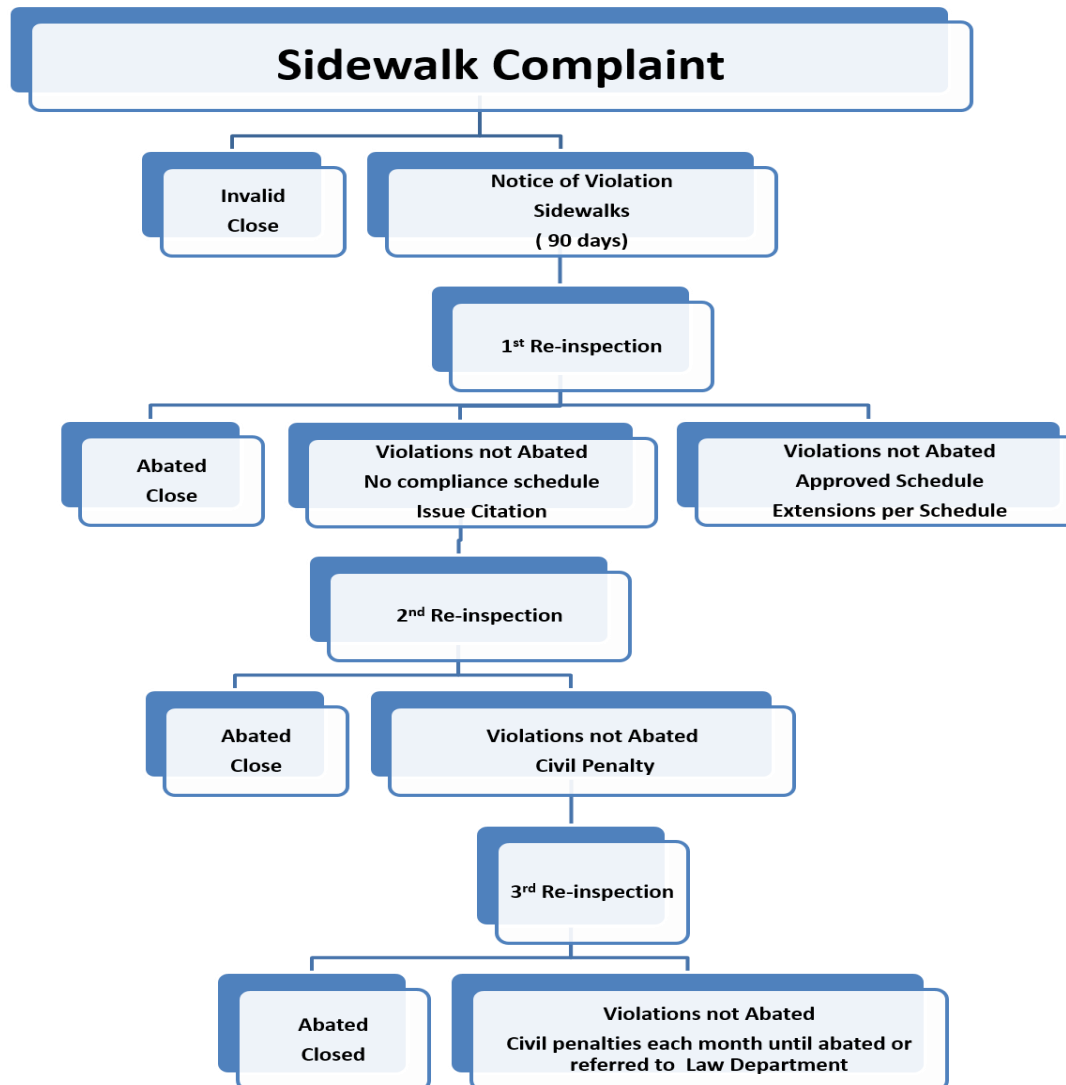 Sidewalk Complaint
Invalid
Close
Notice of Violation
Sidewalks
( 90 days)
1st Re-inspection
Abated
Close
Violations not Abated
No compliance schedule
Issue Citation
Violations not Abated
Approved Schedule
Extensions per Schedule
2nd Re-inspection
Abated
Close
Violations not Abated
Civil Penalty
3rd Re-inspection
Abated
Closed
Violations not Abated
Civil penalties each month until abated or
referred to Law Department